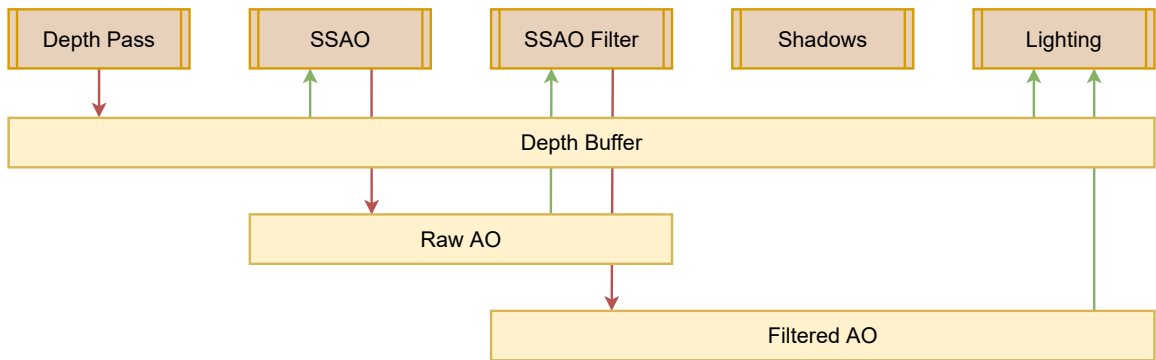 Depth Pass
SSAO
SSAO Filter
Shadows
Lighting
Depth Buffer
Raw AO
Filtered AO